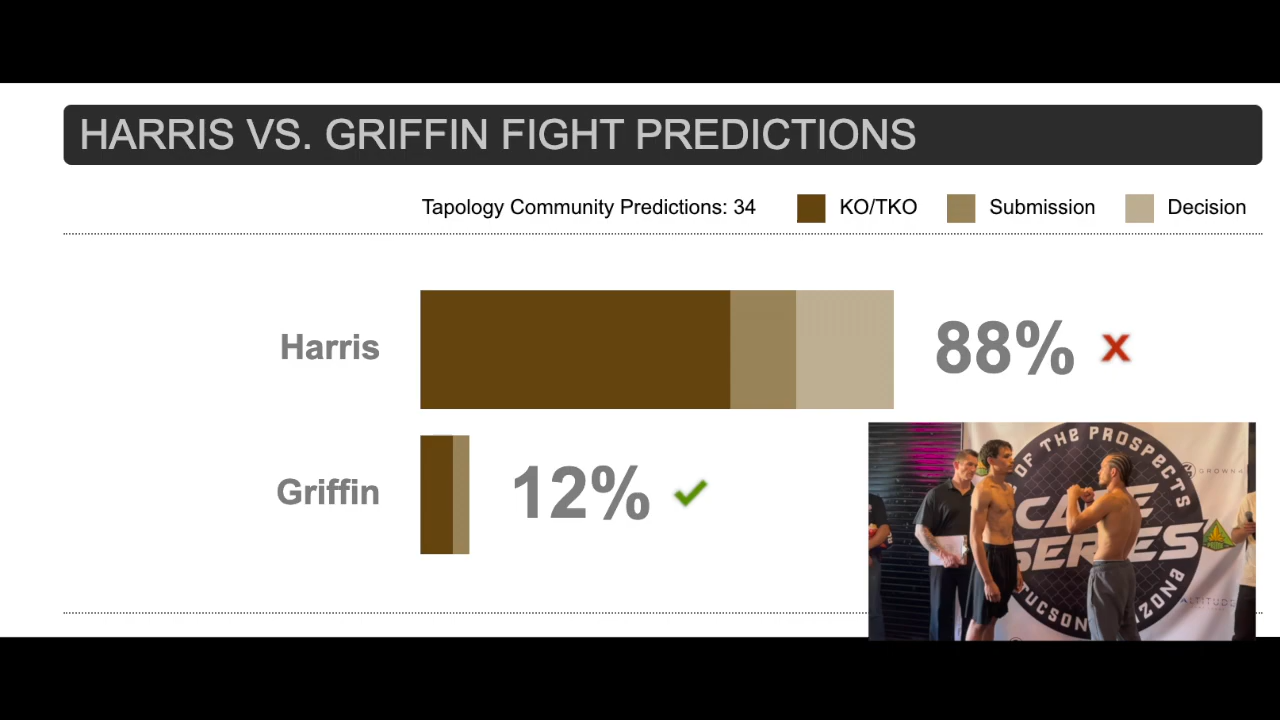 HARRIS VS. GRIFFIN FIGHT PREDICTIONS
Tapology Community Predictions: 34
KO/TKO
Submission
Decision
Harris
88%
Griffin
12%
OF THE PROSPECTS
SERIES
TUCSON